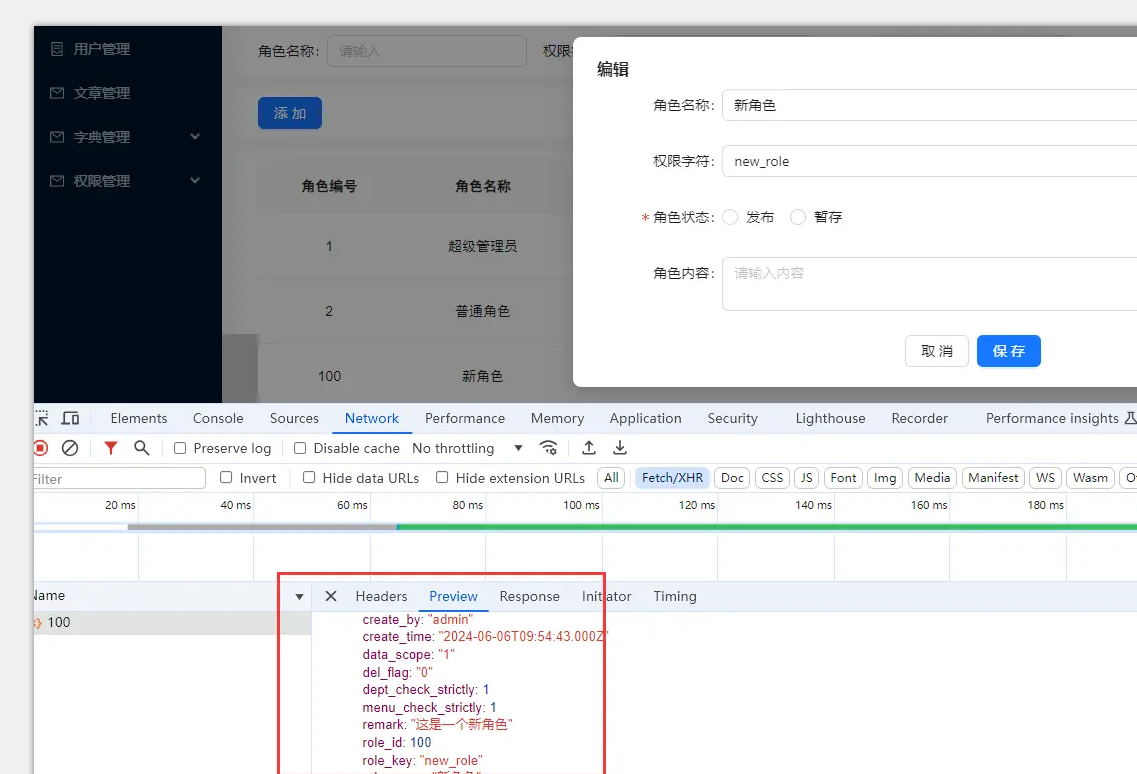 用户管理
文章管理
字典管理
权限管理
角色名称: 请输入 权限
添 加
角色编号 角色名称
1 超级管理员
2 普通角色
100 新角色
编辑
角色名称: 新角色
权限字符: new_role
* 角色状态: 发布 暂存
角色内容: 请输入内容
取 消 保 存
Elements Console Sources Network Performance Memory Application Security Lighthouse Recorder Performance insights
Preserve log Disable cache No throttling
Filter Invert Hide data URLs Hide extension URLs All Fetch/XHR Doc CSS JS Font Img Media Manifest WS Wasm
20 ms 40 ms 60 ms 80 ms 100 ms 120 ms 140 ms 160 ms 180 ms
Name Headers Preview Response Initiator Timing
100
create_by: "admin"
create_time: "2024-06-06T09:54:43.000Z"
data_scope: "1"
del_flag: "0"
dept_check_strictly: 1
menu_check_strictly: 1
remark: "这是一个新角色"
role_id: 100
role_key: "new_role"